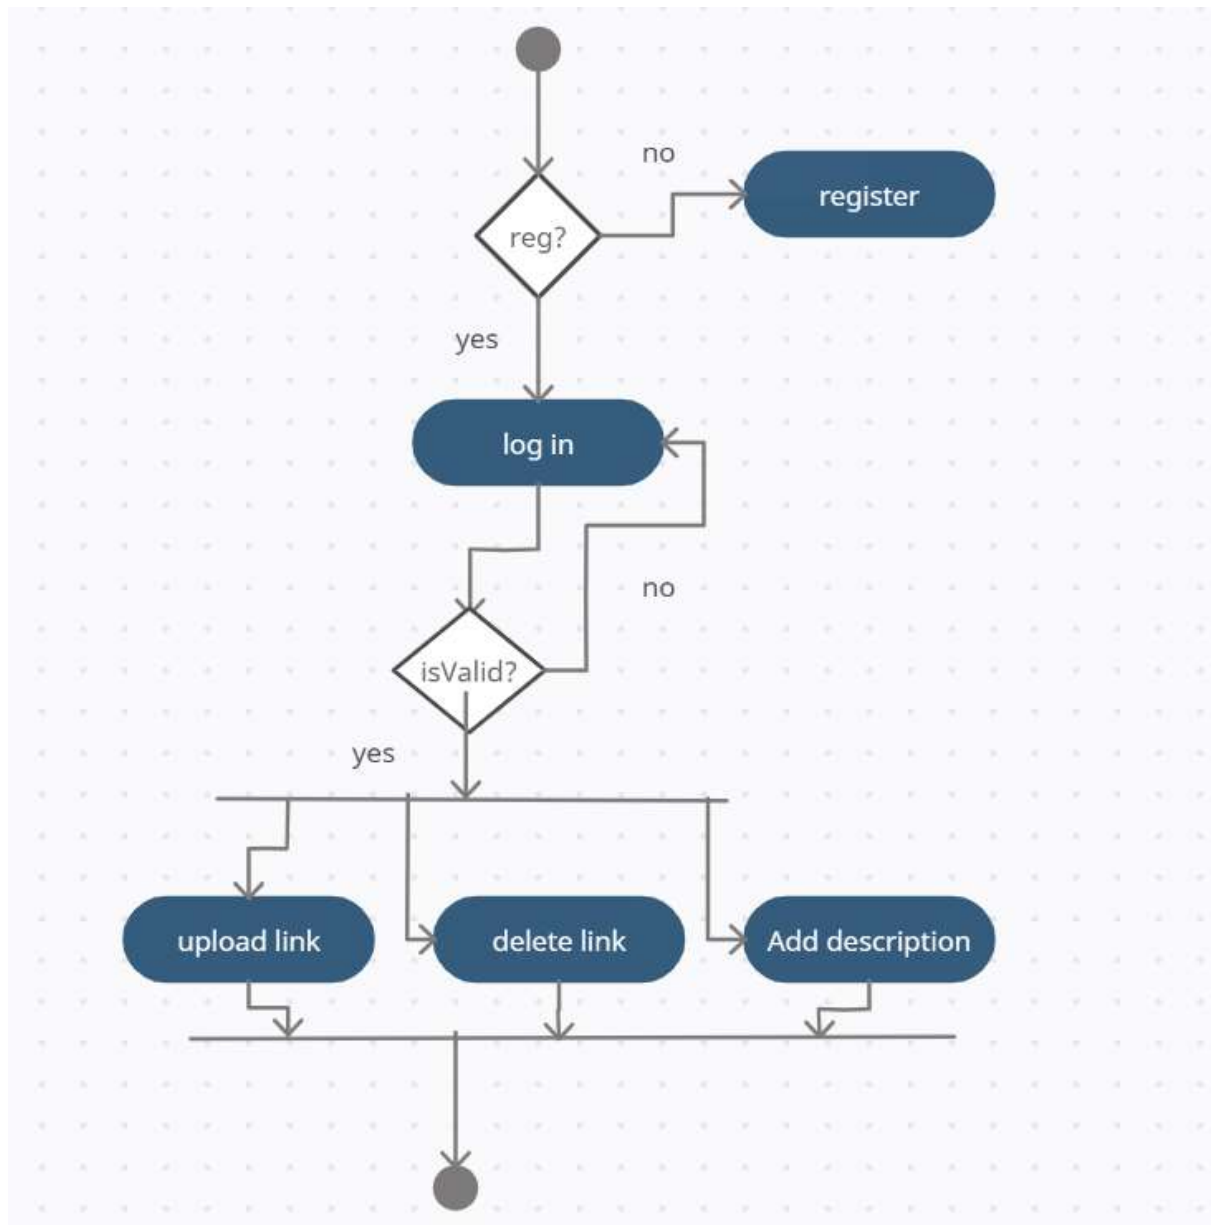 no
register
reg?
yes
log in
no
isValid?
yes
upload link
delete link
Add description